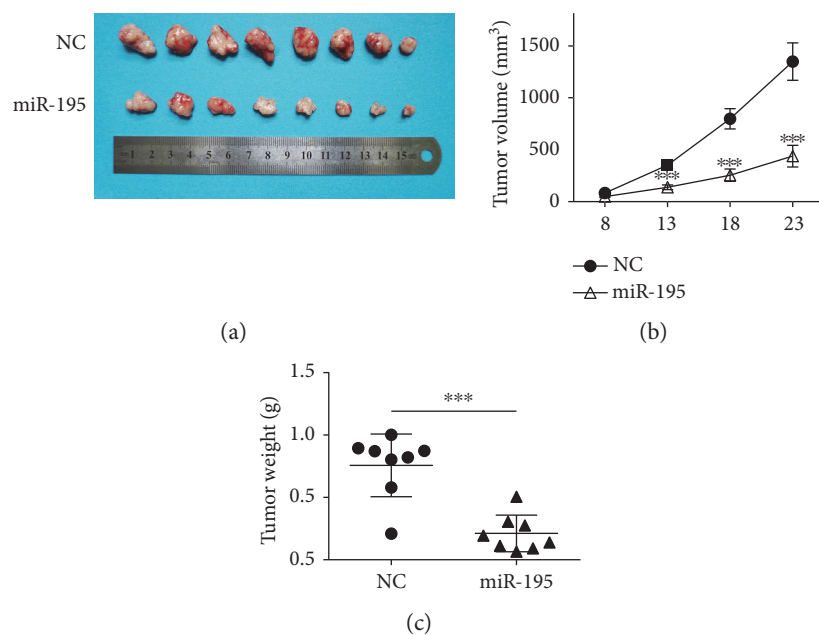 NC
miR-195
1 2 3 4 5 6 7 8 9 10 11 12 13 14 15
(a)
Tumor volume (mm3)
1500
1000
500
0
***
***
***
8 13 18 23
NC
miR-195
(b)
Tumor weight (g)
1.5
1.0
0.5
0.5
***
NC miR-195
(c)